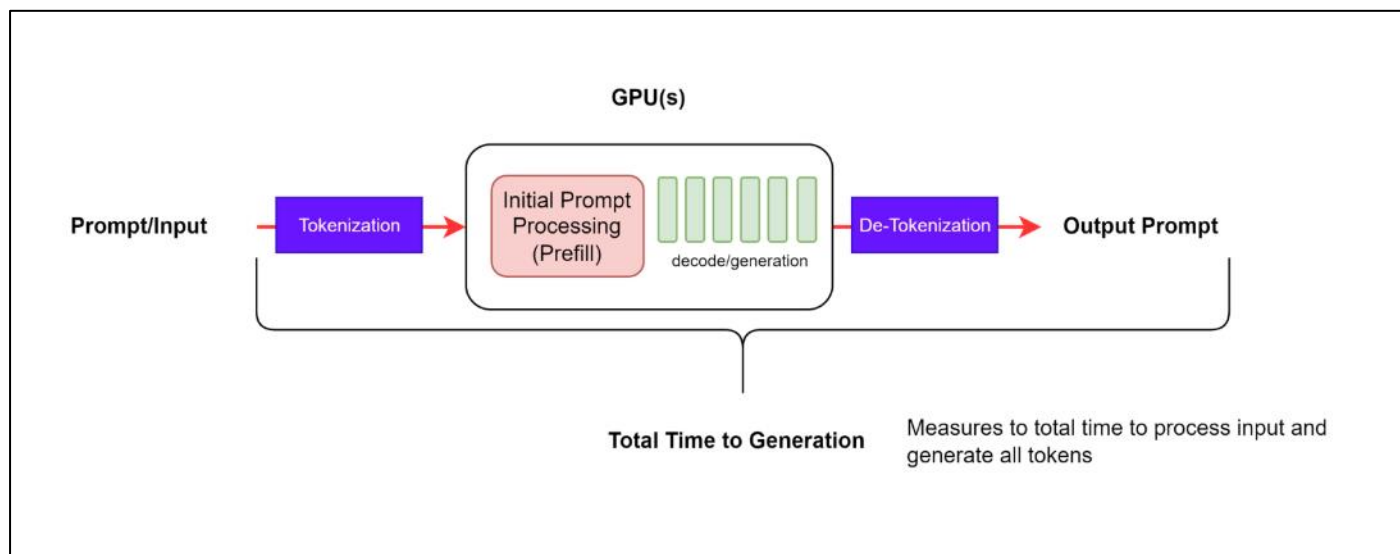 GPU(s)
Prompt/Input
Tokenization
Initial Prompt
Processing
(Prefill)
decode/generation
De-Tokenization
Output Prompt
Total Time to Generation
Measures to total time to process input and
generate all tokens